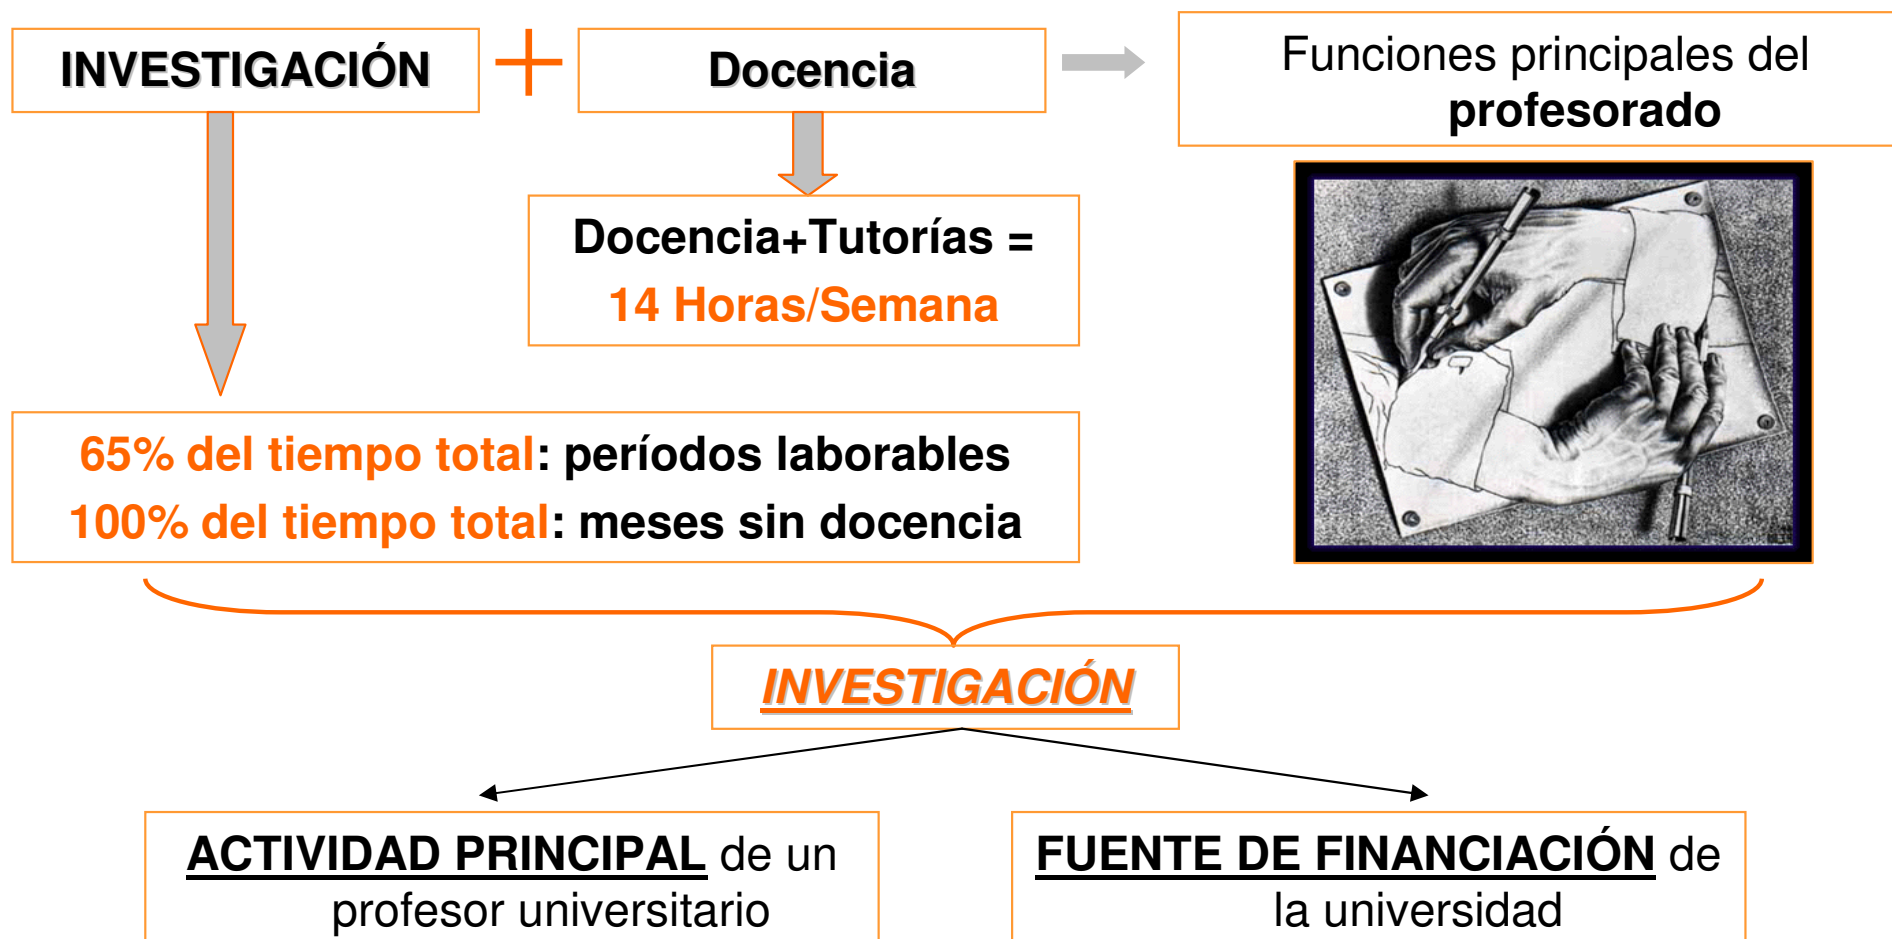 INVESTIGACIÓN
+
Docencia
Funciones principales del
profesorado
Docencia+Tutorías =
14 Horas/Semana
65% del tiempo total: períodos laborables
100% del tiempo total: meses sin docencia
INVESTIGACIÓN
ACTIVIDAD PRINCIPAL de un
profesor universitario
FUENTE DE FINANCIACIÓN de
la universidad